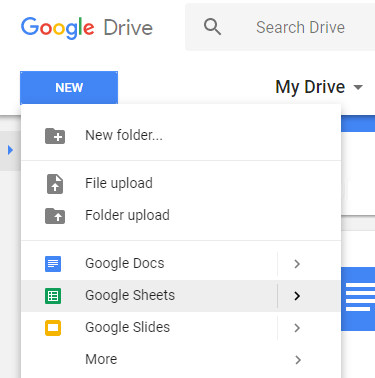 Google Drive
Search Drive
NEW
My Drive
New folder...
File upload
Folder upload
Google Docs
Google Sheets
Google Slides
More